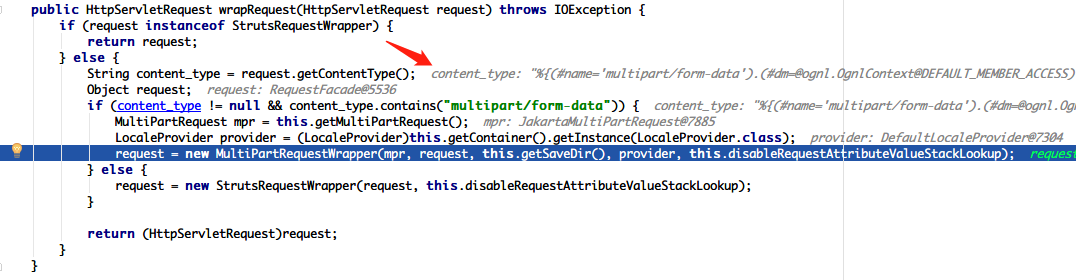 public HttpServletRequest wrapRequest(HttpServletRequest request) throws IOException {
if (request instanceof StrutsRequestWrapper) {
return request;
} else {
String content_type = request.getContentType(); content_type: "%{(#name='multipart/form-data').(#dm=@ognl.OgnlContext@DEFAULT_MEMBER_ACCESS)
Object request; request: RequestFacade@5536
if (content_type != null && content_type.contains("multipart/form-data")) { content_type: "%{(#name='multipart/form-data').(#dm=@ognl.Ogn
MultiPartRequest mpr = this.getMultiPartRequest(); mpr: JakartaMultiPartRequest@7885
LocaleProvider provider = (LocaleProvider)this.getContainer().getInstance(LocaleProvider.class); provider: DefaultLocaleProvider@7304
request = new MultiPartRequestWrapper(mpr, request, this.getSaveDir(), provider, this.disableRequestAttributeValueStackLookup); request
} else {
request = new StrutsRequestWrapper(request, this.disableRequestAttributeValueStackLookup);
}
return (HttpServletRequest)request;
}
}